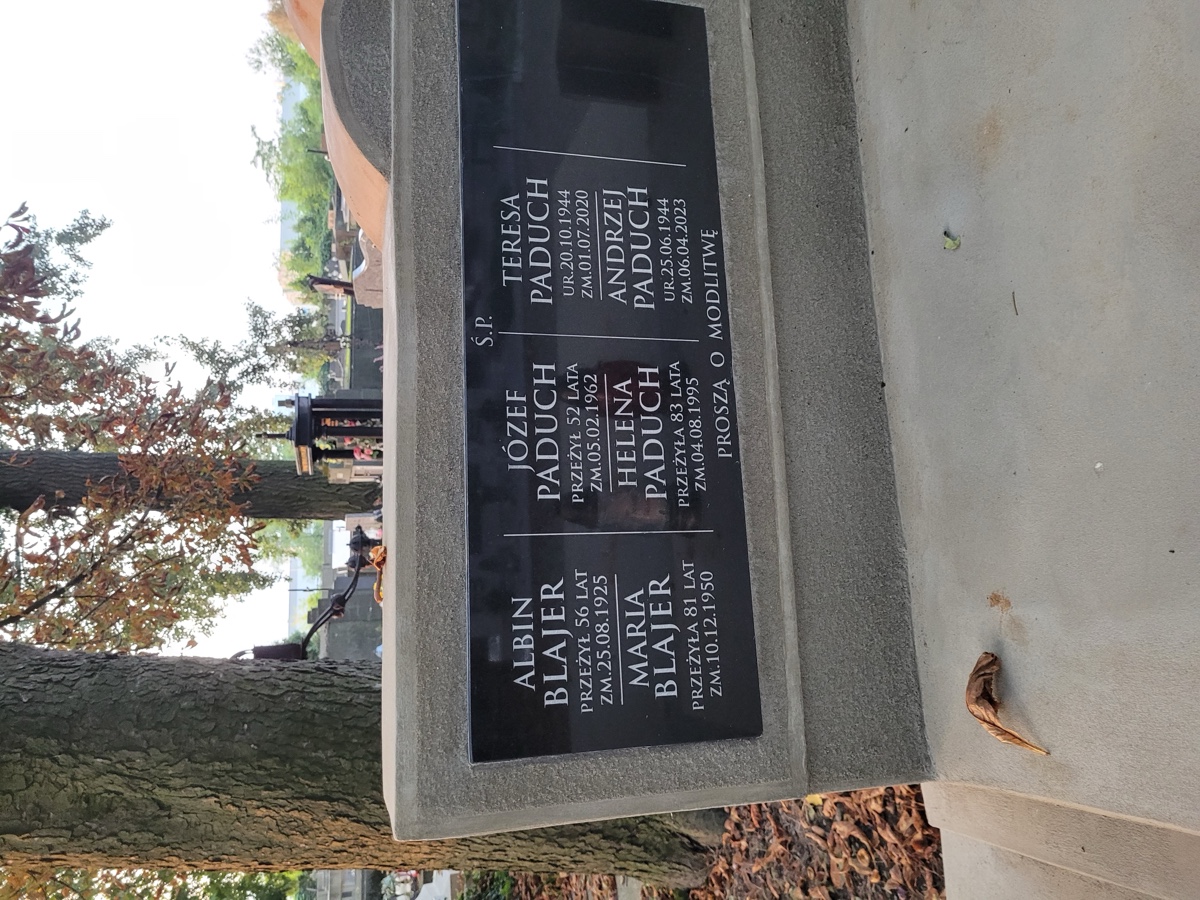 Ś.P.
ALBIN
BLAJER
PRZEŻYŁ 56 LAT
ZM.25.08.1925
MARIA
BLAJER
PRZEŻYŁA 81 LAT
ZM.10.12.1950
JÓZEF
PADUCH
PRZEŻYŁ 52 LATA
ZM.05.02.1962
HELENA
PADUCH
PRZEŻYŁA 83 LATA
ZM.04.08.1995
TERESA
PADUCH
UR.20.10.1944
ZM.01.07.2020
ANDRZEJ
PADUCH
UR.25.06.1944
ZM.06.04.2023
PROSZĄ O MODLITWĘ